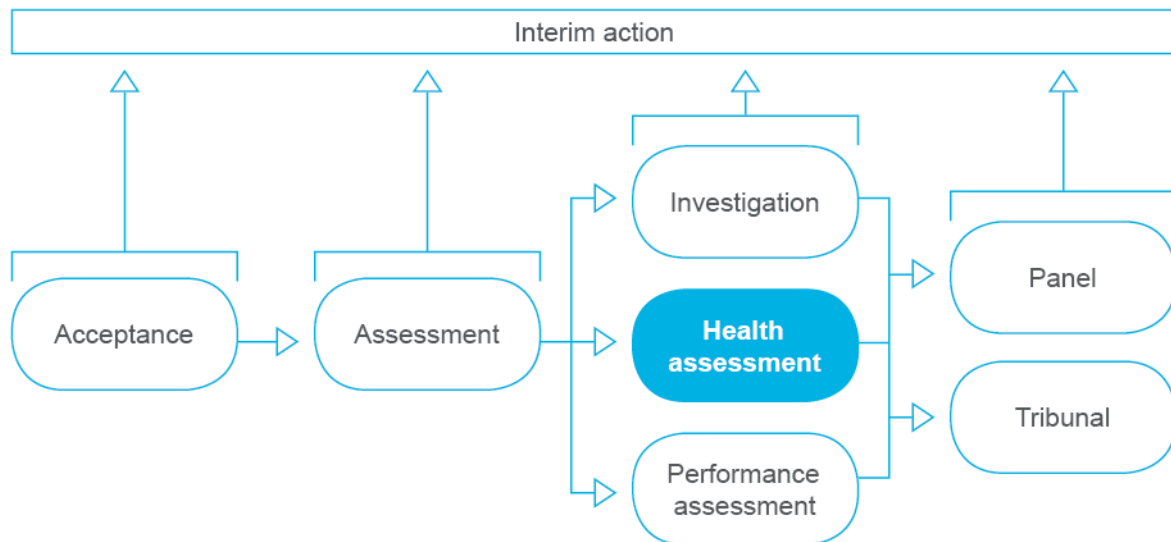 Interim action
Acceptance
Assessment
Investigation
Health
assessment
Performance
assessment
Panel
Tribunal